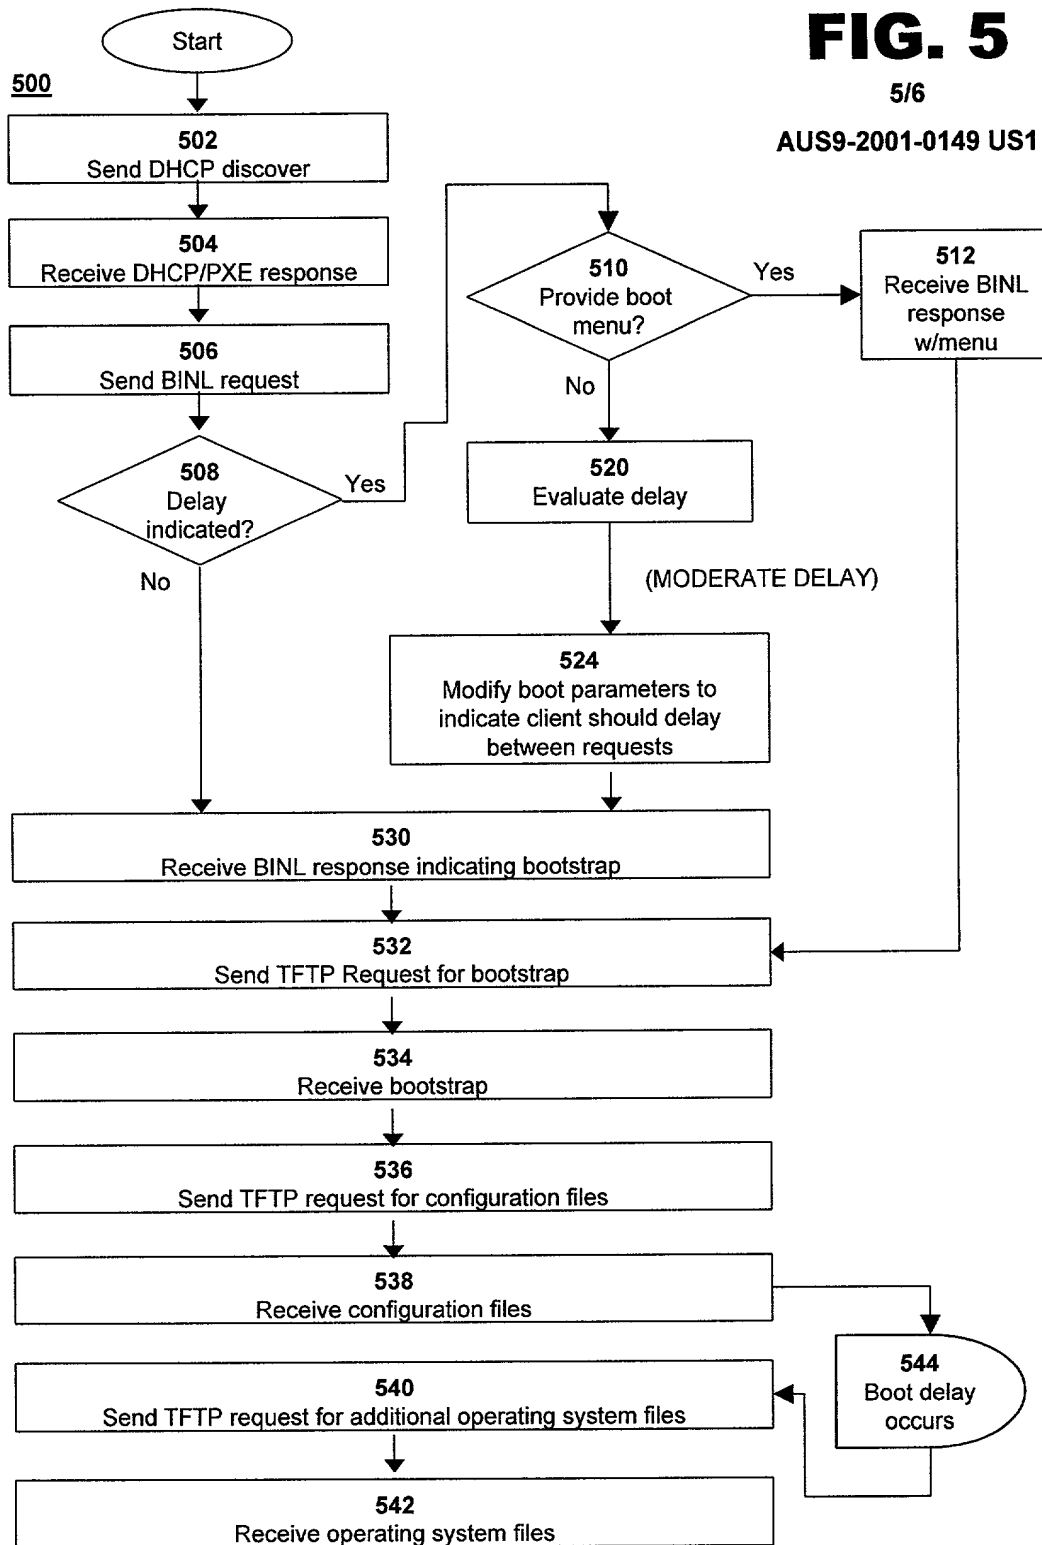 FIG. 5
5/6
AUS9-2001-0149 US1
Start
500
502
Send DHCP discover
504
Receive DHCP/PXE response
506
Send BINL request
508
Delay
indicated?
Yes
No
510
Provide boot
menu?
Yes
No
512
Receive BINL
response
w/menu
520
Evaluate delay
(MODERATE DELAY)
524
Modify boot parameters to
indicate client should delay
between requests
530
Receive BINL response indicating bootstrap
532
Send TFTP Request for bootstrap
534
Receive bootstrap
536
Send TFTP request for configuration files
538
Receive configuration files
544
Boot delay
occurs
540
Send TFTP request for additional operating system files
542
Receive operating system files